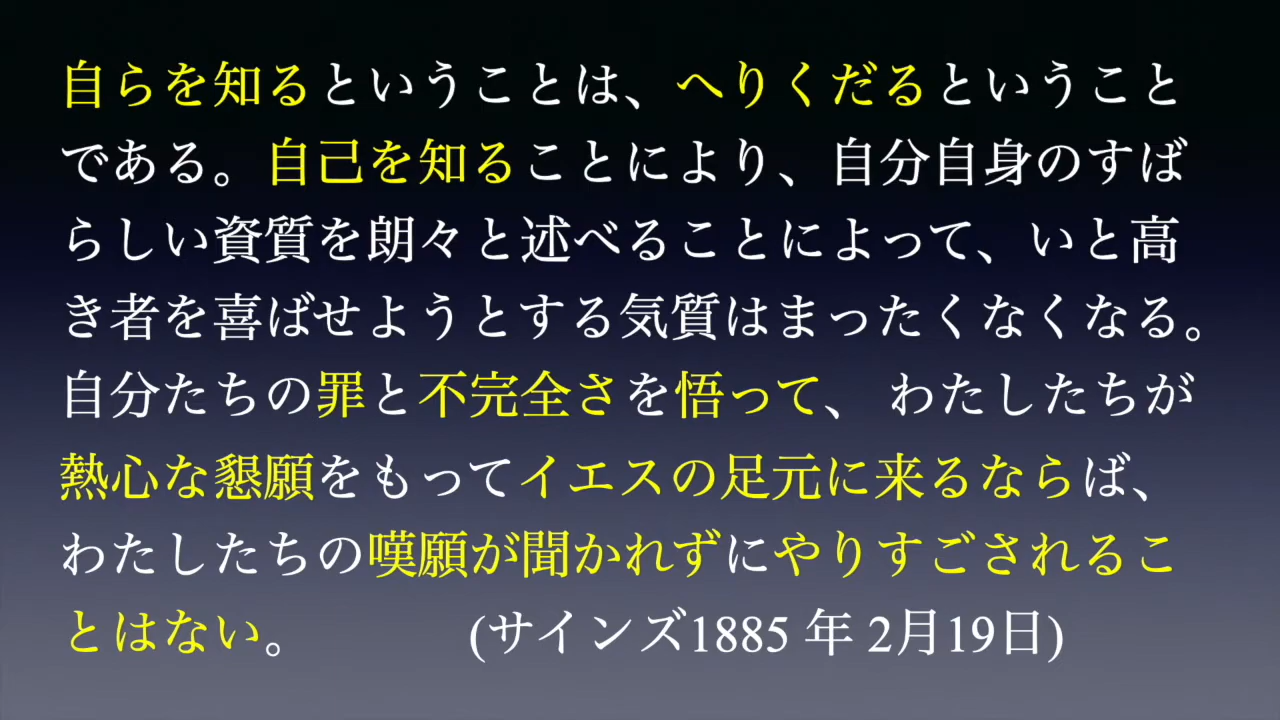 自らを知るということは、へりくだるということ
である。自己を知ることにより、自分自身のすば
らしい資質を朗々と述べることによって、いと高
き者を喜ばせようとする気質はまったくなくなる。
自分たちの罪と不完全さを悟って、 わたしたちが
熱心な懇願をもってイエスの足元に来るならば、
わたしたちの嘆願が聞かれずにやりすごされるこ
とはない。 (サインズ1885 年 2月19日)